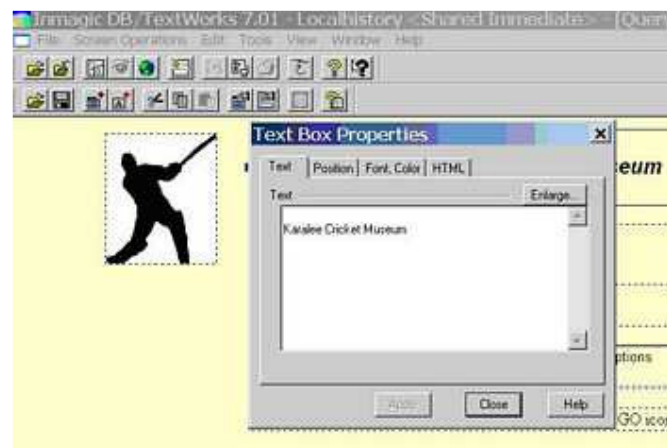 Inmagic DB/TextWorks 7.01 - Localhistory <Shared Immediate> - [Quer
File Screen Operations Edit Tools View Window Help
Text Box Properties
eum
Text Position Font, Color HTML
Text Enlarge...
Karalee Cricket Museum
ptions
Apply Close Help
GO